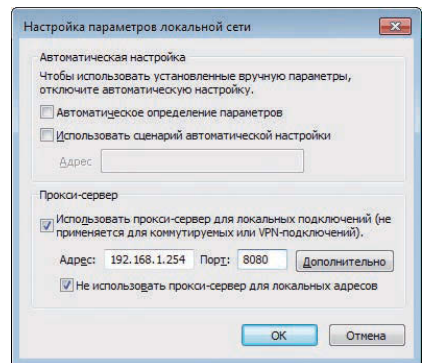 Настройка параметров локальной сети
Автоматическая настройка
Чтобы использовать установленные вручную параметры,
отключите автоматическую настройку.
Автоматическое определение параметров
Использовать сценарий автоматической настройки
Адрес
Прокси-сервер
Использовать прокси-сервер для локальных подключений (не
применяется для коммутируемых или VPN-подключений).
Адрес: 192.168.1.254 Порт: 8080 Дополнительно
Не использовать прокси-сервер для локальных адресов
ОК Отмена